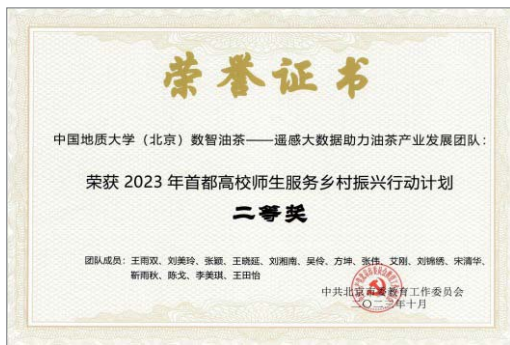 荣誉证书
中国地质大学（北京）数智油茶——遥感大数据助力油茶产业发展团队：
荣获 2023 年首都高校师生服务乡村振兴行动计划
二等奖
团队成员：王雨双、刘美玲、张颖、王晓延、刘湘南、吴伶、方坤、张伟、艾刚、刘锦绣、宋清华、
靳雨秋、陈戈、李美琪、王田怡
中共北京市委教育工作委员会
二〇二三年十月